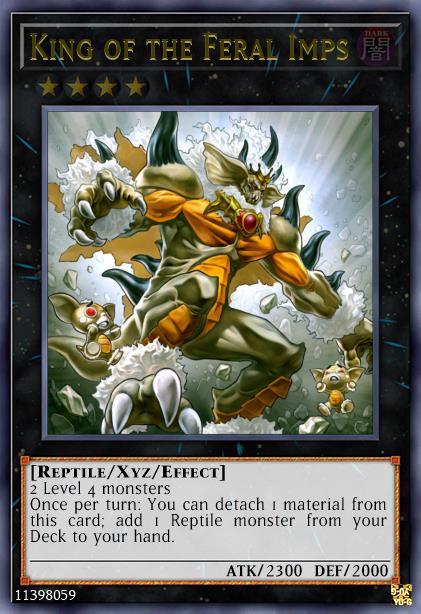 King of the Feral Imps
DARK
闇
[Reptile/Xyz/Effect]
2 Level 4 monsters
Once per turn: You can detach 1 material from
this card; add 1 Reptile monster from your
Deck to your hand.
ATK/2300 DEF/2000
11398059